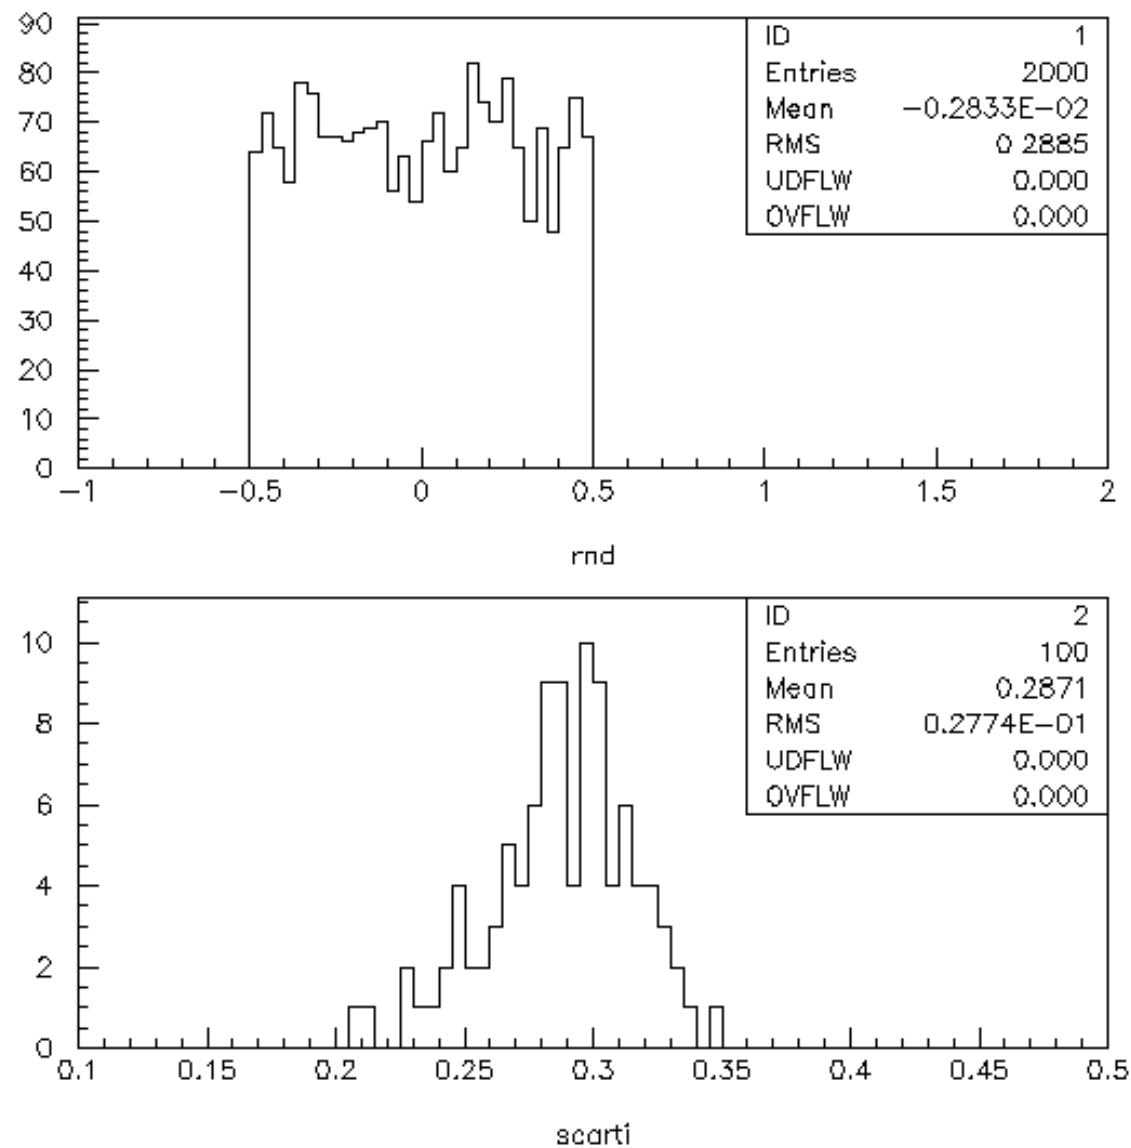 90
80
70
60
50
40
30
20
10
0
−1 −0.5 0 0.5 1 1.5 2
ID 1
Entries 2000
Mean −0.2833E−02
RMS 0 2885
UDFLW 0.000
OVFLW 0.000
rnd
10
8
6
4
2
0
0.1 0.15 0.2 0.25 0.3 0.35 0.4 0.45 0.5
ID 2
Entries 100
Mean 0.2871
RMS 0.2774E−01
UDFLW 0.000
OVFLW 0.000
scarti